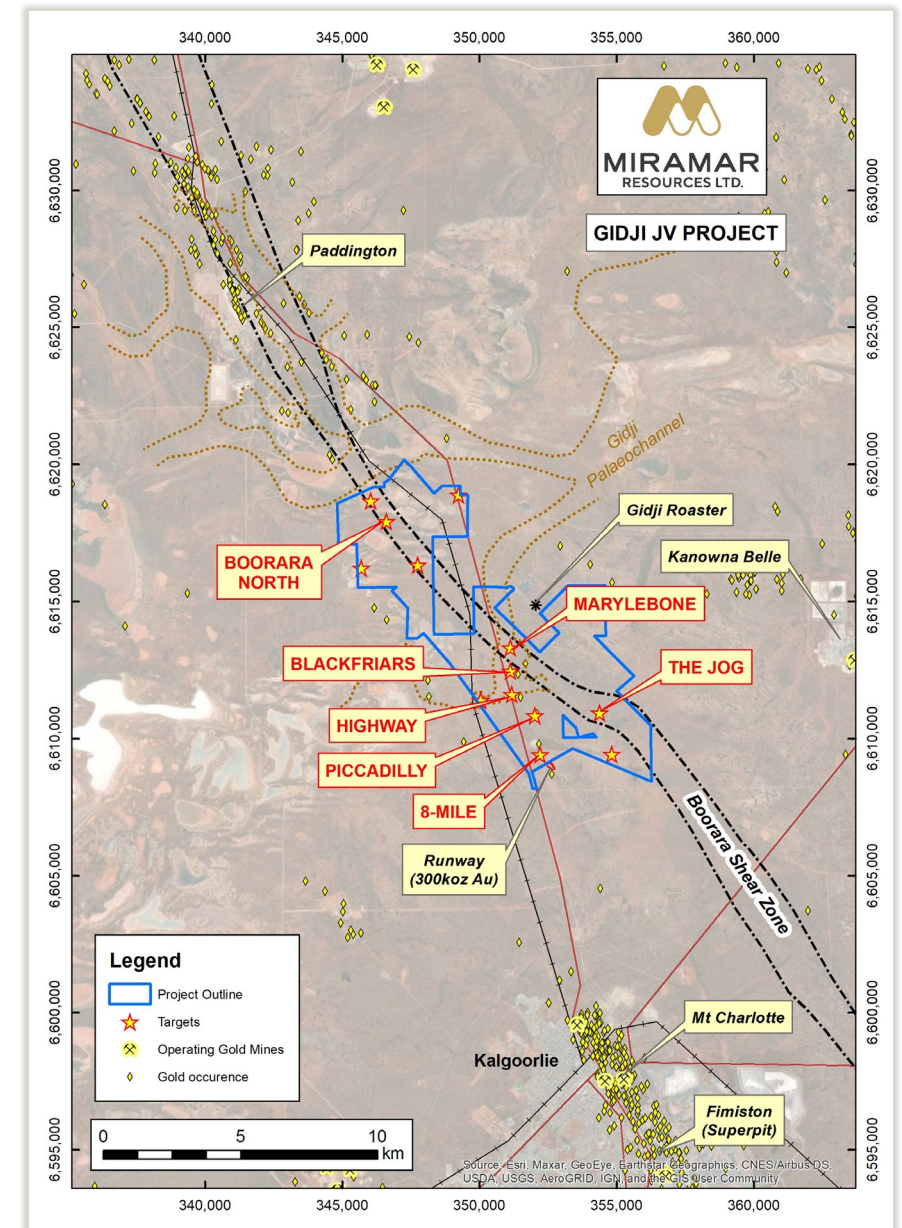 340,000
345,000
350,000
355,000
360,000
MIRAMAR
RESOURCES LTD.
GIDJI JV PROJECT
6,630,000
6,630,000
Paddington
6,625,000
6,625,000
Gidji
Palaeochannel
6,620,000
6,620,000
Gidji Roaster
Kanowna Belle
BOORARA
NORTH
6,615,000
6,615,000
MARYLEBONE
BLACKFRIARS
THE JOG
HIGHWAY
6,610,000
6,610,000
PICCADILLY
8-MILE
Boorara Shear Zone
Runway
(300koz Au)
6,605,000
6,605,000
Legend
Project Outline
Targets
Operating Gold Mines
Gold occurence
6,600,000
6,600,000
Mt Charlotte
Kalgoorlie
Fimiston
(Superpit)
0 5 10
km
6,595,000
6,595,000
Source: Esri, Maxar, GeoEye, Earthstar Geographics, CNES/Airbus DS,
USDA, USGS, AeroGRID, IGN, and the GIS User Community
340,000
345,000
350,000
355,000
360,000